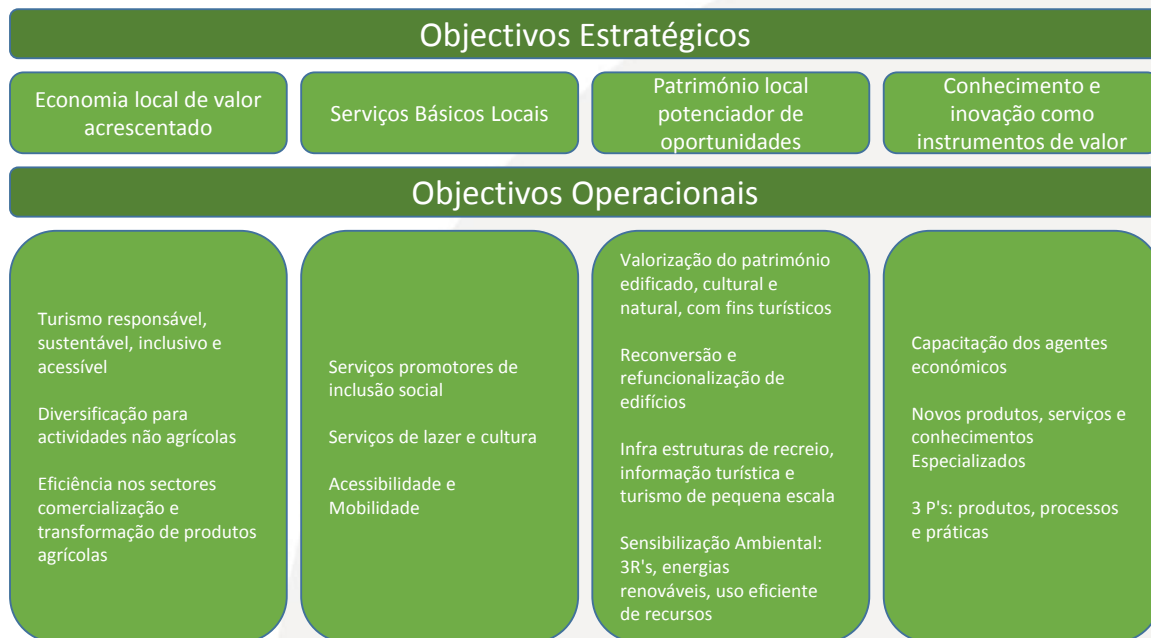 Objectivos Estratégicos
Economia local de valor
acrescentado
Serviços Básicos Locais
Património local
potenciador de
oportunidades
Conhecimento e
inovação como
instrumentos de valor
Objectivos Operacionais
Turismo responsável,
sustentável, inclusivo e
acessível
Diversificação para
actividades não agrícolas
Eficiência nos sectores
comercialização e
transformação de produtos
agrícolas
Serviços promotores de
inclusão social
Serviços de lazer e cultura
Acessibilidade e
Mobilidade
Valorização do património
edificado, cultural e
natural, com fins turísticos
Reconversão e
refuncionalização de
edifícios
Infra estruturas de recreio,
informação turística e
turismo de pequena escala
Sensibilização Ambiental:
3R's, energias
renováveis, uso eficiente
de recursos
Capacitação dos agentes
económicos
Novos produtos, serviços e
conhecimentos
Especializados
3 P's: produtos, processos
e práticas